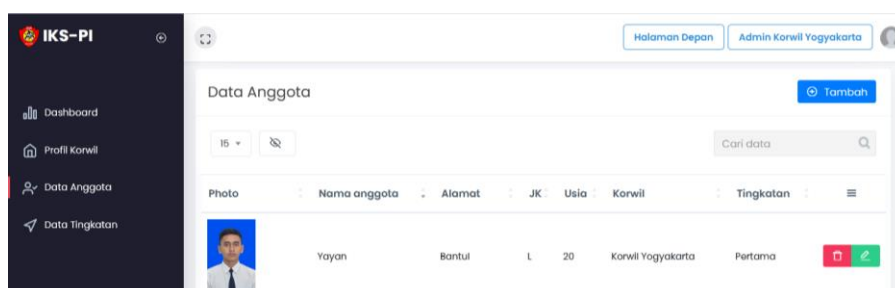 IKS-PI
Halaman Depan
Admin Korwil Yogyakarta
Dashboard
Profil Korwil
Data Anggota
Data Tingkatan
Data Anggota
Tambah
15
Cari data
Photo Nama anggota Alamat JK Usia Korwil Tingkatan
Yayan Bantul L 20 Korwil Yogyakarta Pertama